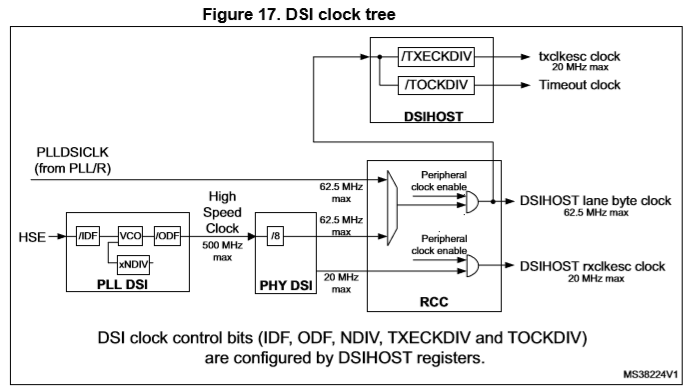 Figure 17. DSI clock tree
/TXECKDIV
txclkesc clock
20 MHz max
/TOCKDIV
Timeout clock
DSIHOST
PLLDSICLK
(from PLL/R)
62.5 MHz
max
Peripheral
clock enable
DSIHOST lane byte clock
62.5 MHz max
High
Speed
Clock
500 MHz
max
62.5 MHz
max
HSE
/IDF
VCO
/ODF
xNDIV
PLL DSI
/8
PHY DSI
20 MHz
max
Peripheral
clock enable
DSIHOST rxclkesc clock
20 MHz max
RCC
DSI clock control bits (IDF, ODF, NDIV, TXECKDIV and TOCKDIV)
are configured by DSIHOST registers.
MS38224V1